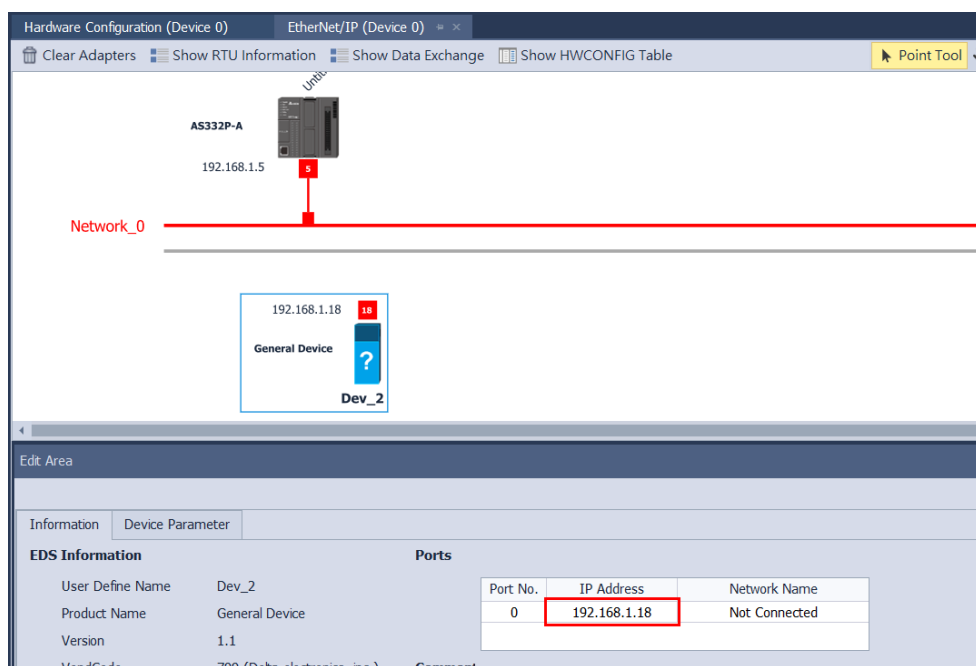 Hardware Configuration (Device 0) EtherNet/IP (Device 0)
Clear Adapters Show RTU Information Show Data Exchange Show HWCONFIG Table Point Tool
AS332P-A
192.168.1.5
5
Network_0
192.168.1.18 18
General Device
?
Dev_2
Edit Area
Information Device Parameter
EDS Information Ports
User Define Name Dev_2
Port No. IP Address Network Name
Product Name General Device
0 192.168.1.18 Not Connected
Version 1.1